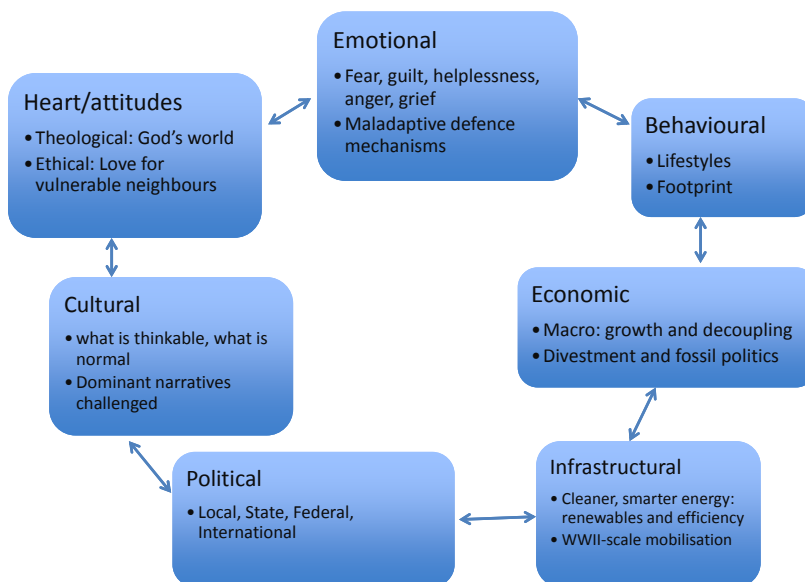 Emotional
• Fear, guilt, helplessness,
anger, grief
• Maladaptive defence
mechanisms
Heart/attitudes
• Theological: God's world
• Ethical: Love for
vulnerable neighbours
Behavioural
• Lifestyles
• Footprint
Cultural
• what is thinkable, what is
normal
• Dominant narratives
challenged
Economic
• Macro: growth and decoupling
• Divestment and fossil politics
Political
• Local, State, Federal,
International
Infrastructural
• Cleaner, smarter energy:
renewables and efficiency
• WWII-scale mobilisation